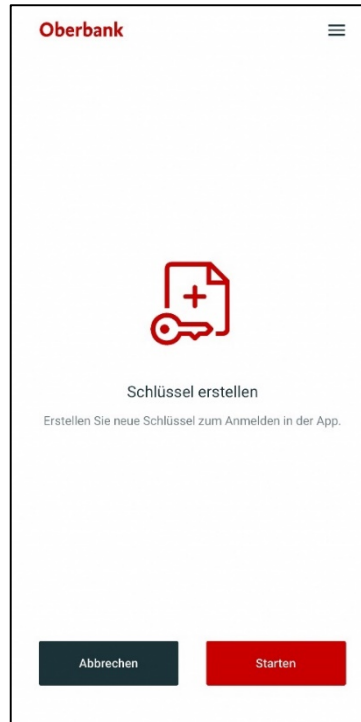 Oberbank
Schlüssel erstellen
Erstellen Sie neue Schlüssel zum Anmelden in der App.
Abbrechen
Starten